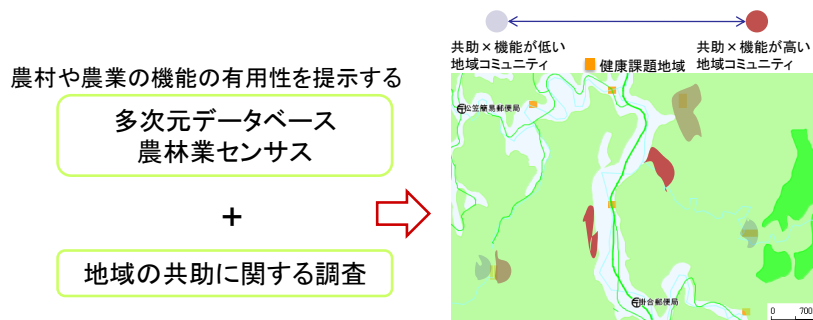 農村や農業の機能の有用性を提示する
多次元データベース
農林業センサス
+
地域の共助に関する調査
共助×機能が低い
地域コミュニティ
健康課題地域
共助×機能が高い
地域コミュニティ
松笠簡易郵便局
掛合郵便局
0 700